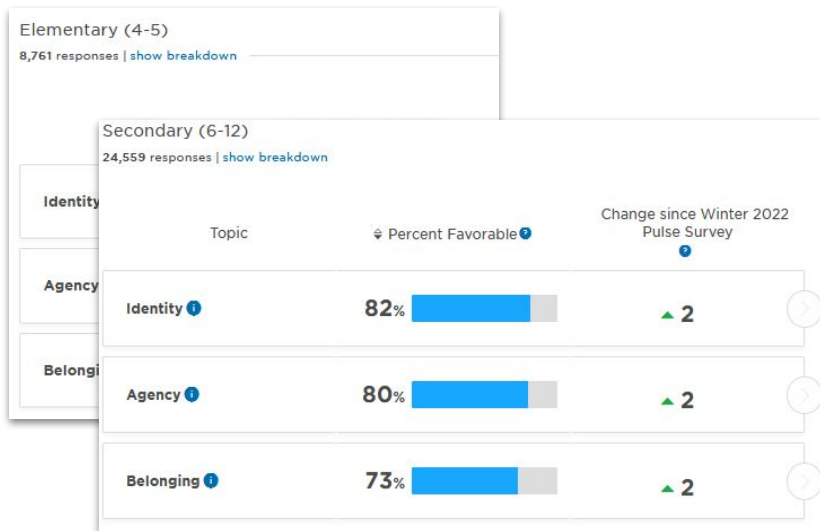 Elementary (4-5)
8,761 responses | show breakdown
Identity
Agency
Secondary (6-12)
24,559 responses | show breakdown
Topic
Percent Favorable
Change since Winter 2022
Pulse Survey
Identity
82%
2
Agency
80%
2
Belonging
73%
2